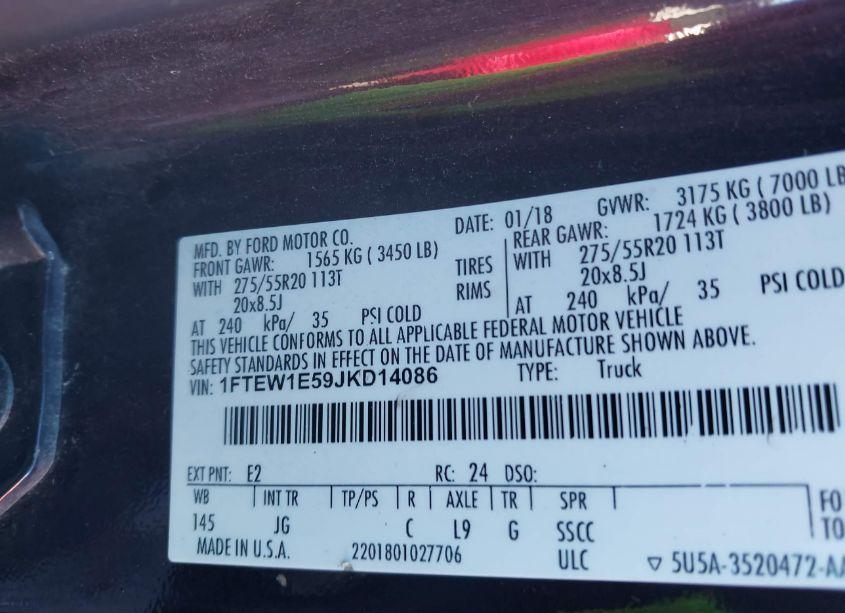 MFD. BY FORD MOTOR CO. DATE: 01/18 GVWR: 3175 KG ( 7000 LB
FRONT GAWR: 1565 KG ( 3450 LB) REAR GAWR: 1724 KG ( 3800 LB)
WITH 275/55R20 113T TIRES WITH 275/55R20 113T
20x8.5J RIMS 20x8.5J
AT 240 kPa/ 35 PSI COLD AT 240 kPa/ 35 PSI COLD
THIS VEHICLE CONFORMS TO ALL APPLICABLE FEDERAL MOTOR VEHICLE
SAFETY STANDARDS IN EFFECT ON THE DATE OF MANUFACTURE SHOWN ABOVE.
VIN: 1FTEW1E59JKD14086 TYPE: Truck
EXT PNT: E2 RC: 24 DSO:
WB INT TR TP/PS R AXLE TR SPR FO
145 JG C L9 G SSCC TO
MADE IN U.S.A. 2201801027706 ULC ▽ 5U5A-3520472-AA